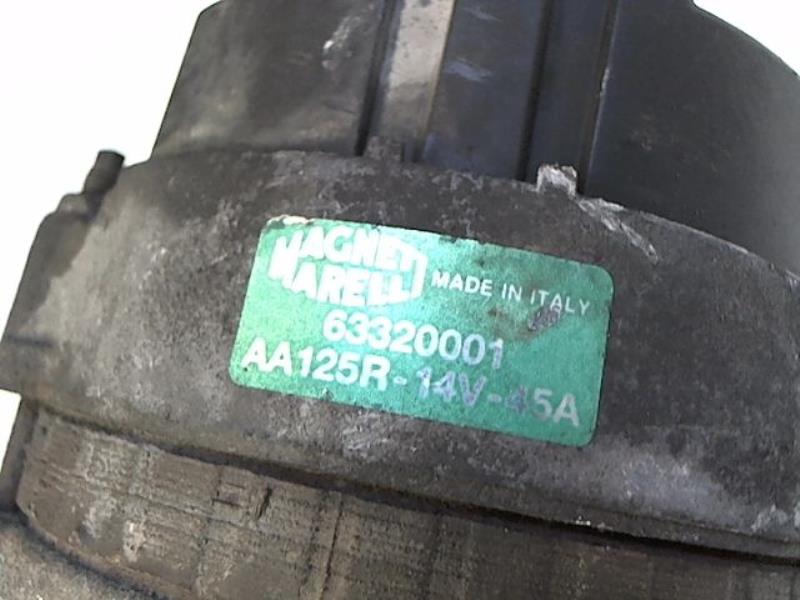 MAGNETI
MARELLI
MADE IN ITALY
63320001
AA125R-14V-45A